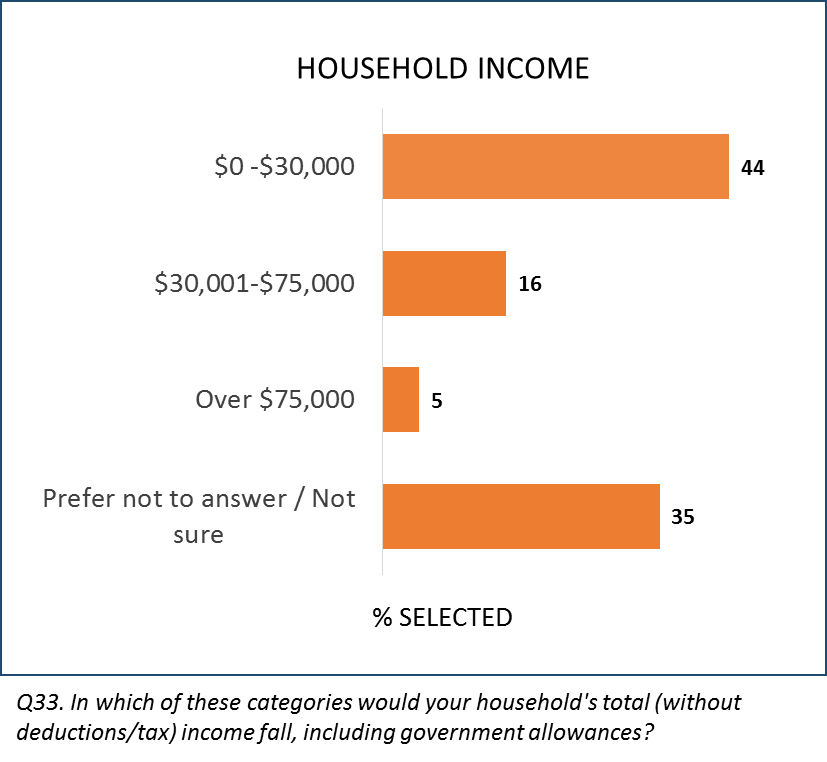 HOUSEHOLD INCOME
$0 -$30,000
44
$30,001-$75,000
16
Over $75,000
5
Prefer not to answer / Not
sure
35
% SELECTED
Q33. In which of these categories would your household's total (without
deductions/tax) income fall, including government allowances?